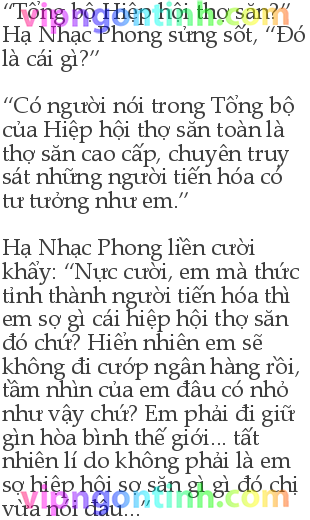 “Tổng bộ Hiệp hội thợ săn?”
Hạ Nhạc Phong sửng sốt, “Đó
là cái gì?”
“Có người nói trong Tổng bộ
của Hiệp hội thợ săn toàn là
thợ săn cao cấp, chuyên truy
sát những người tiến hóa có
tư tưởng như em.”
Hạ Nhạc Phong liền cười
khẩy: “Nực cười, em mà thức
tỉnh thành người tiến hóa thì
em sợ gì cái hiệp hội thợ săn
đó chứ? Hiển nhiên em sẽ
không đi cướp ngân hàng rồi,
tầm nhìn của em đâu có nhỏ
như vậy chứ? Em phải đi giữ
gìn hòa bình thế giới... tất
nhiên lí do không phải là em
sợ hiệp hội sợ săn gì gì đó chị
vừa nói đâu...”
vipngontinh.com
vipngontinh.com